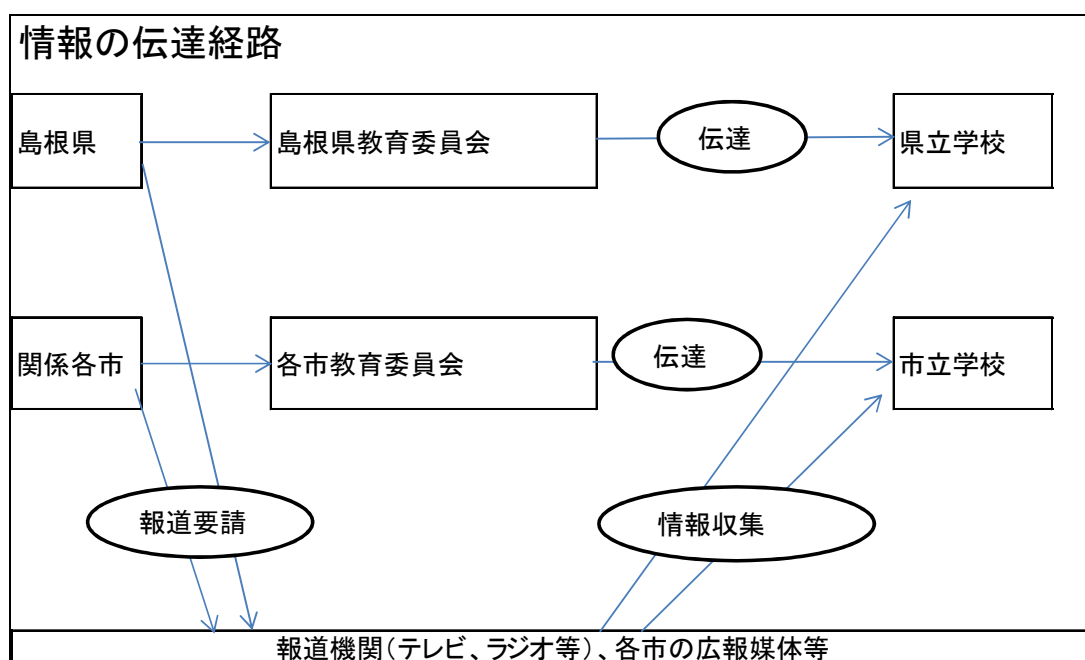 情報の伝達経路
島根県
島根県教育委員会
伝達
県立学校
関係各市
各市教育委員会
伝達
市立学校
報道要請
情報収集
報道機関(テレビ、ラジオ等)、各市の広報媒体等